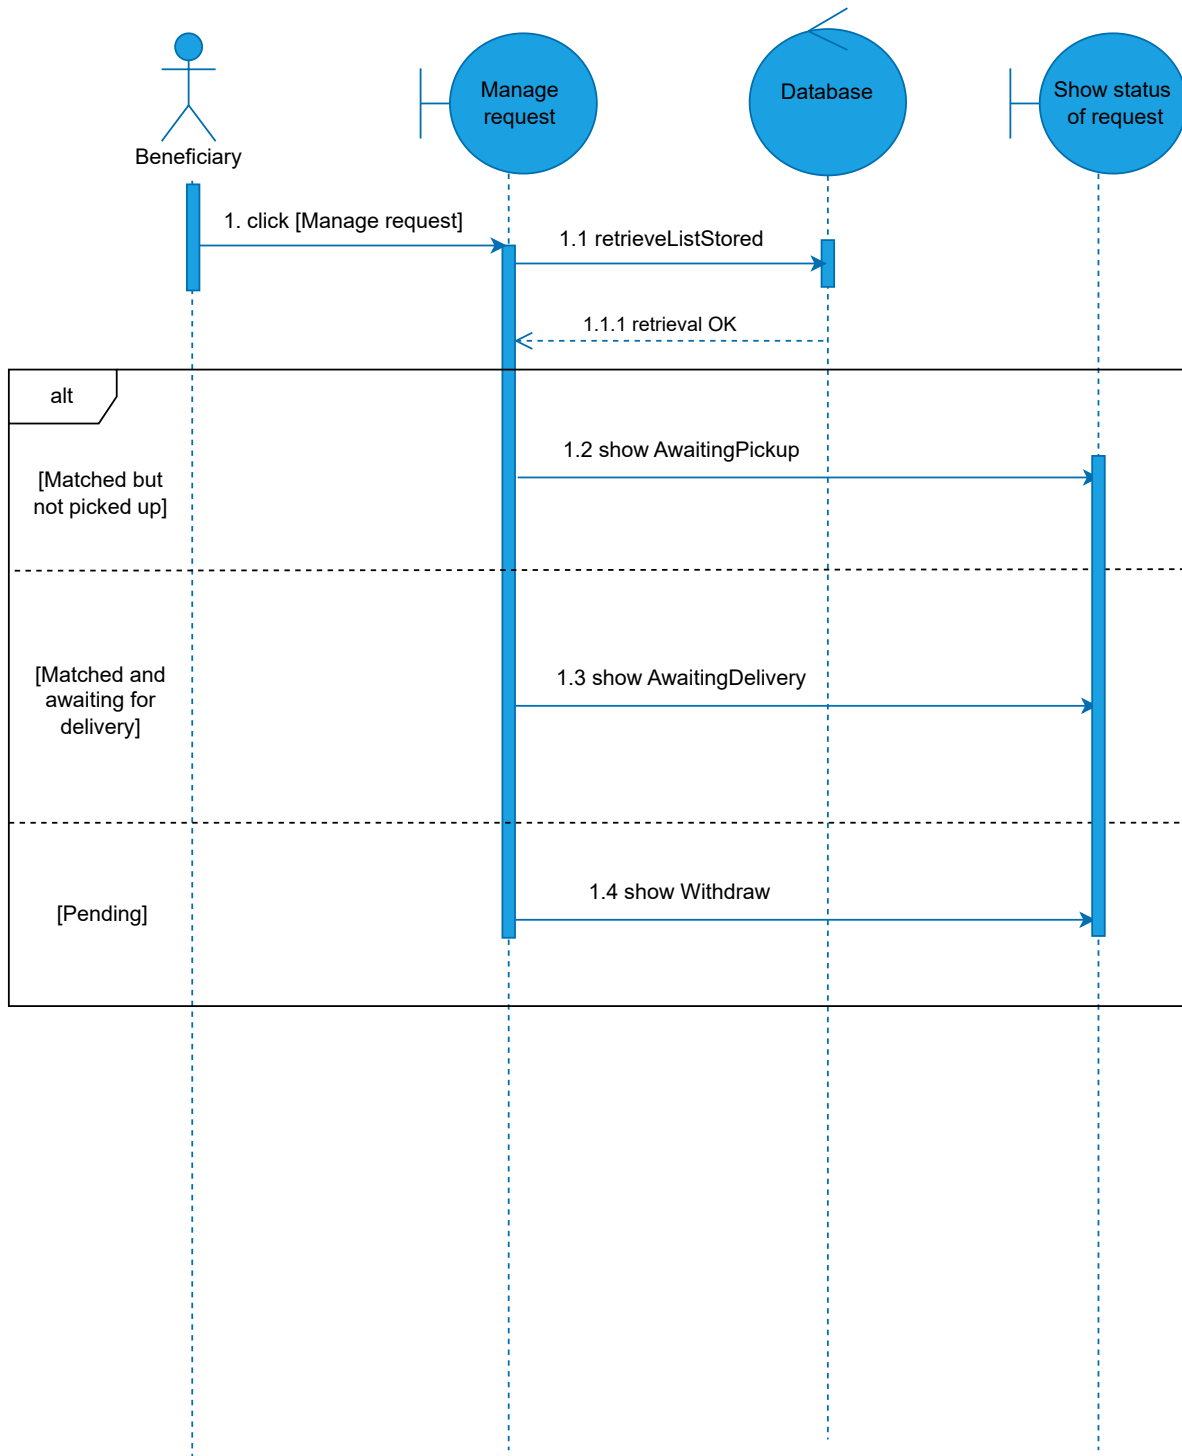 Beneficiary
Manage
request
Database
Show status
of request
1. click [Manage request]
1.1 retrieveListStored
1.1.1 retrieval OK
alt
[Matched but
not picked up]
1.2 show AwaitingPickup
[Matched and
awaiting for
delivery]
1.3 show AwaitingDelivery
[Pending]
1.4 show Withdraw